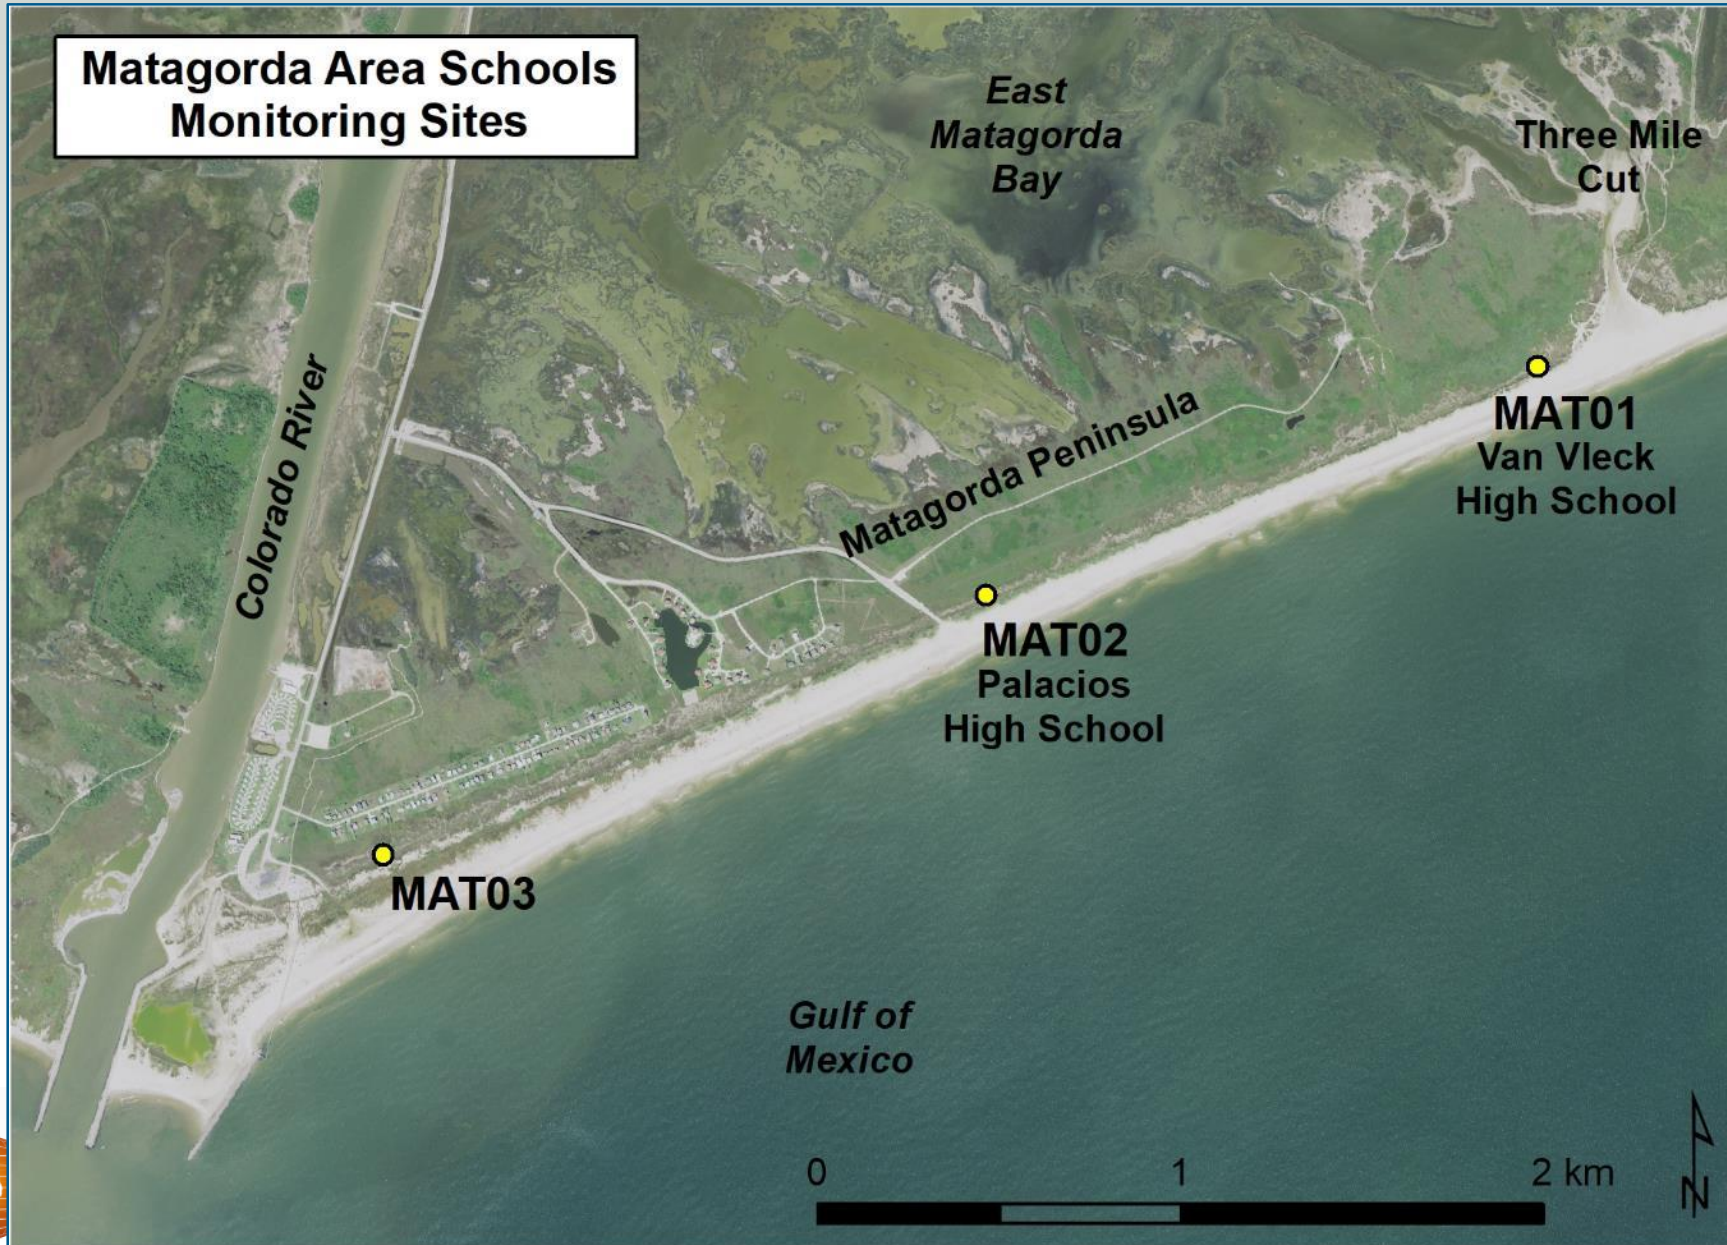 Matagorda Area Schools
Monitoring Sites
East
Matagorda
Bay
Three Mile
Cut
Colorado River
Matagorda Peninsula
MAT01
Van Vleck
High School
MAT02
Palacios
High School
MAT03
Gulf of
Mexico
0 1 2 km
N